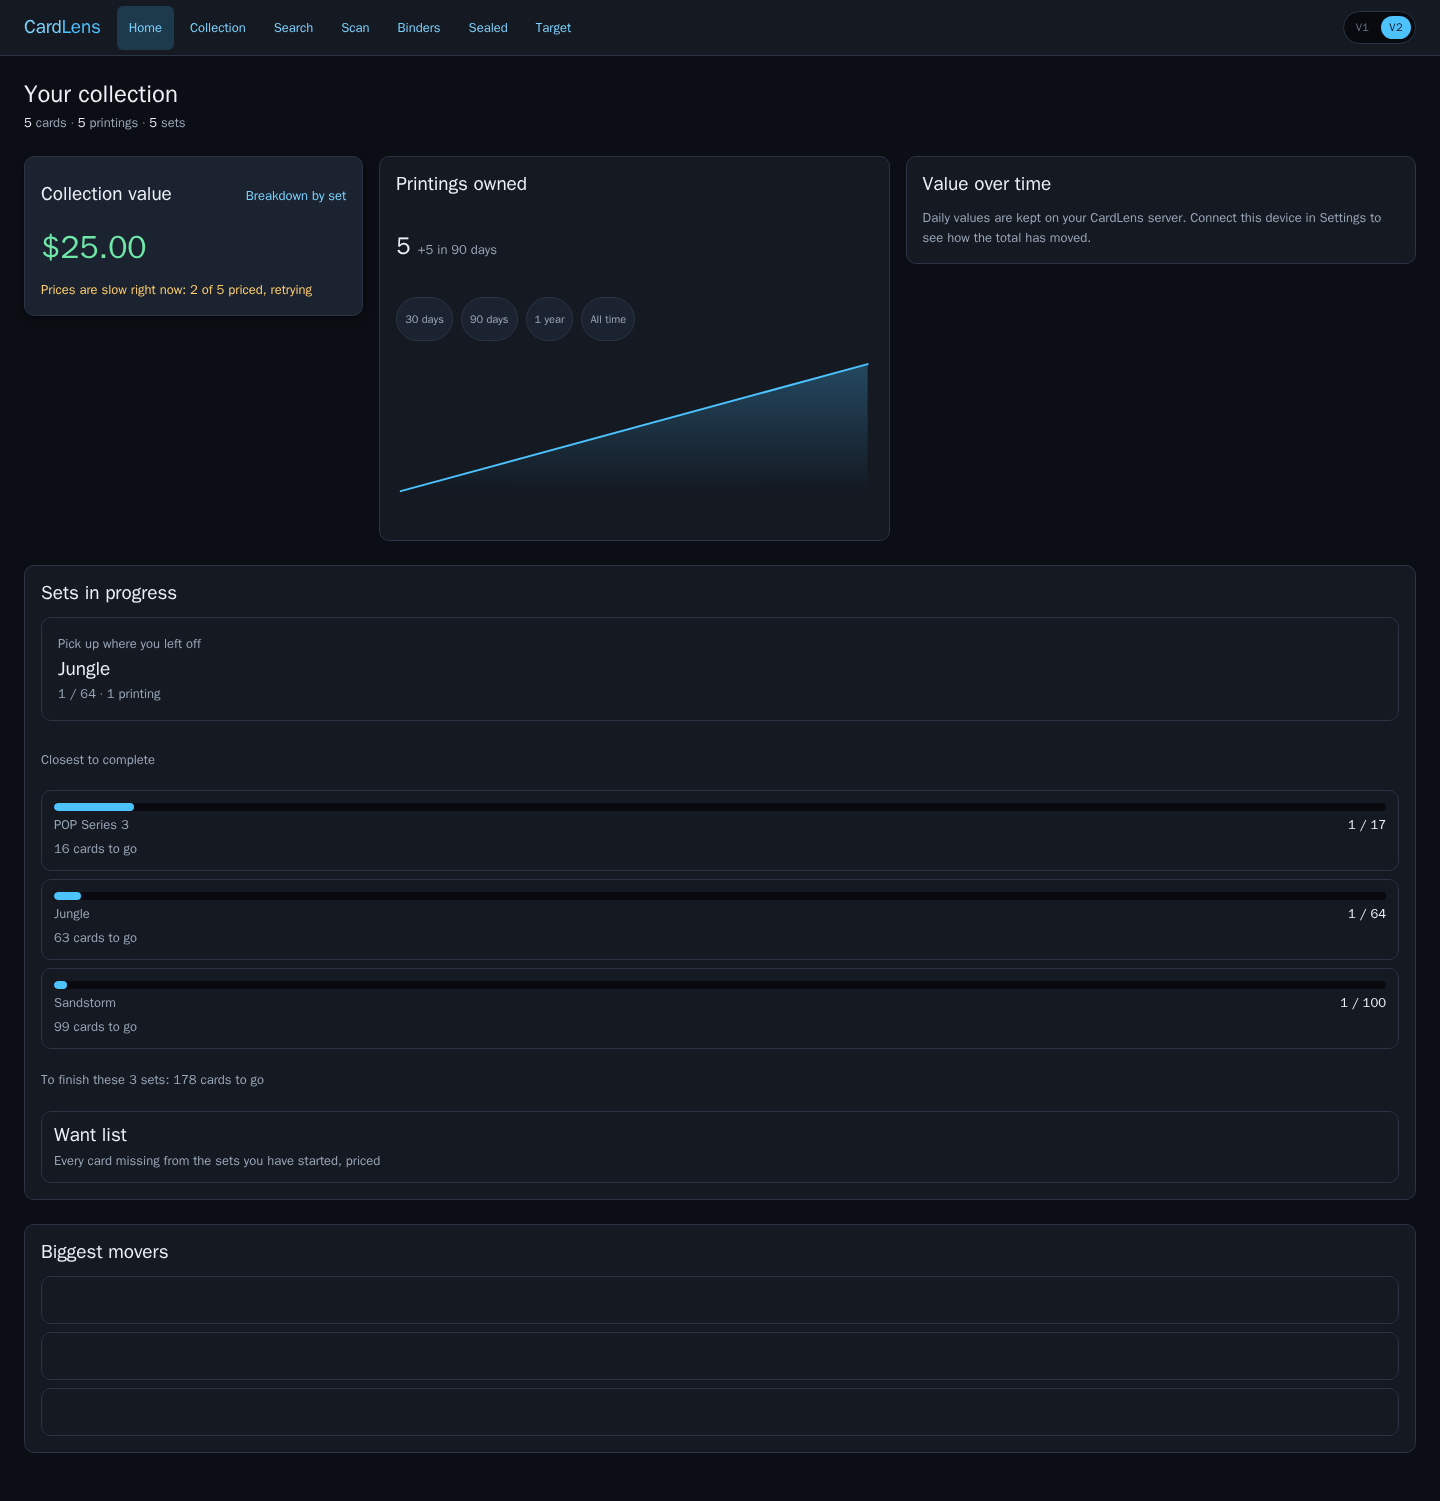 CardLens Home Collection Search Scan Binders Sealed Target V1 V2
Your collection
5 cards · 5 printings · 5 sets
Collection value Breakdown by set
$25.00
Prices are slow right now: 2 of 5 priced, retrying
Printings owned
5 +5 in 90 days
30 days 90 days 1 year All time
Value over time
Daily values are kept on your CardLens server. Connect this device in Settings to
see how the total has moved.
Sets in progress
Pick up where you left off
Jungle
1 / 64 · 1 printing
Closest to complete
POP Series 3 1 / 17
16 cards to go
Jungle 1 / 64
63 cards to go
Sandstorm 1 / 100
99 cards to go
To finish these 3 sets: 178 cards to go
Want list
Every card missing from the sets you have started, priced
Biggest movers